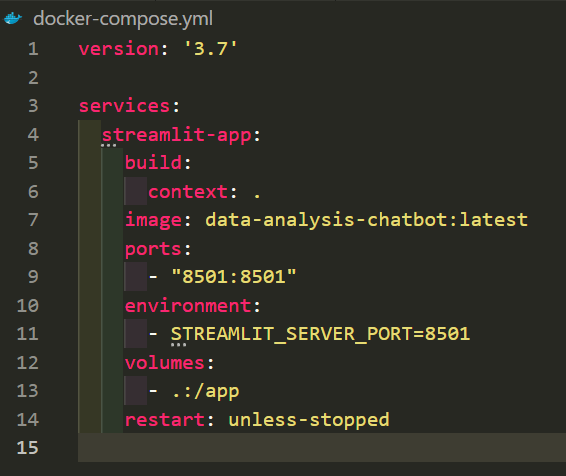 docker-compose.yml
1 version: '3.7'
2
3 services:
4   streamlit-app:
5     build:
6       context: .
7     image: data-analysis-chatbot:latest
8     ports:
9       - "8501:8501"
10     environment:
11       - STREAMLIT_SERVER_PORT=8501
12     volumes:
13       - .:/app
14     restart: unless-stopped
15